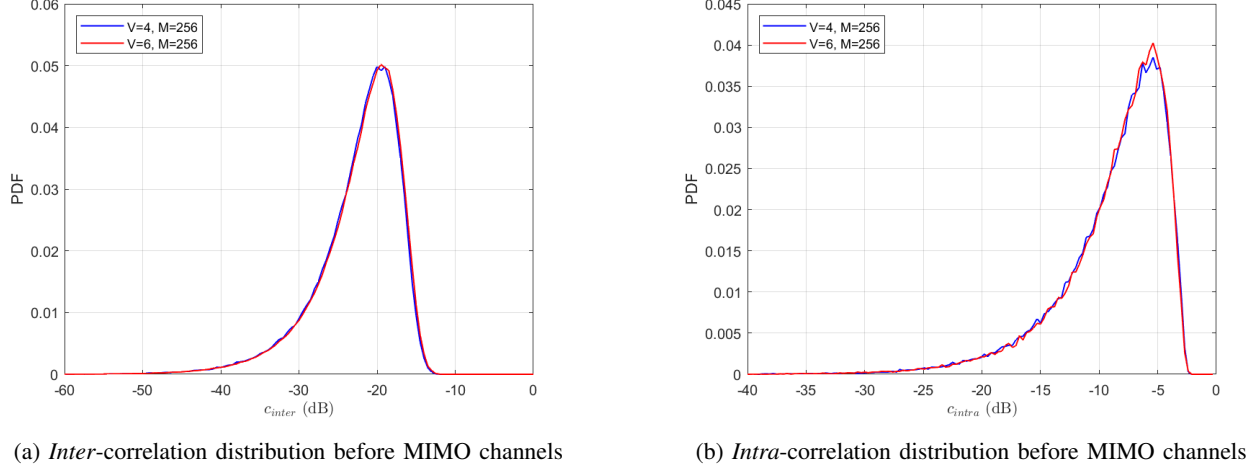 0.06
0.05
0.04
0.03
0.02
0.01
0
PDF
V=4, M=256
V=6, M=256
-60 -50 -40 -30 -20 -10 0
c_inter (dB)
(a) Inter-correlation distribution before MIMO channels
0.045
0.04
0.035
0.03
0.025
0.02
0.015
0.01
0.005
0
PDF
V=4, M=256
V=6, M=256
-40 -35 -30 -25 -20 -15 -10 -5 0
c_intra (dB)
(b) Intra-correlation distribution before MIMO channels